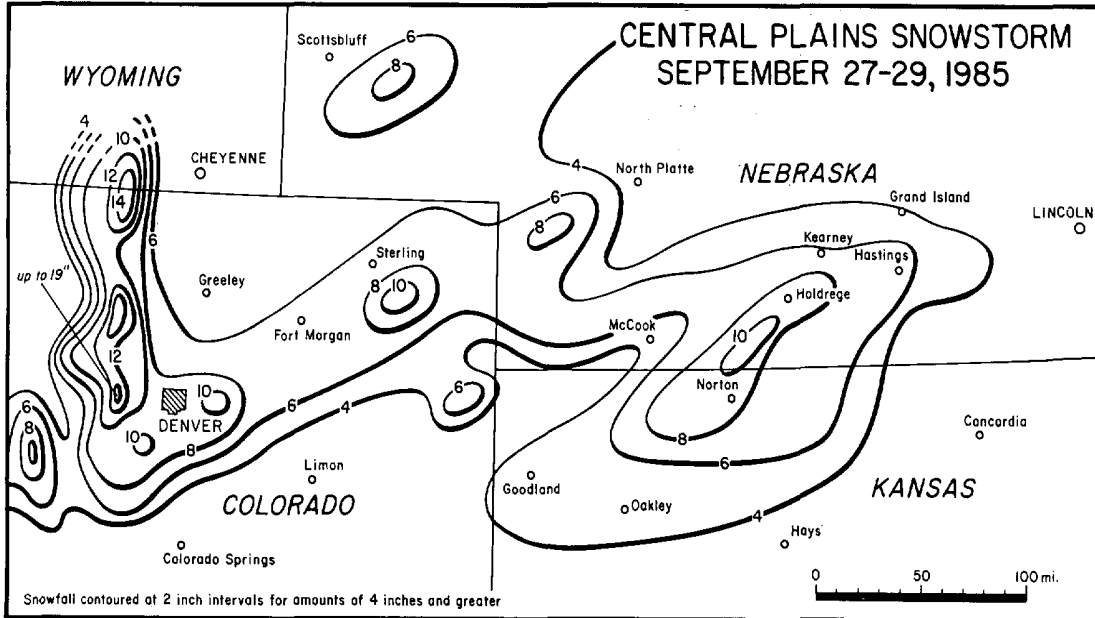 CENTRAL PLAINS SNOWSTORM
SEPTEMBER 27-29, 1985
Scottsbluff
6
8
WYOMING
4
10
12
14
CHEYENNE
4
North Platte
NEBRASKA
Grand Island
LINCOLN
6
8
6
Kearney
Hastings
Sterling
up to 19"
Greeley
8
10
Holdrege
Fort Morgan
McCook
10
12
Norton
6
10
DENVER
6
4
6
8
10
8
8
Concordia
6
Limon
Goodland
KANSAS
COLORADO
Oakley
4
Hays
Colorado Springs
0
50
100 mi.
Snowfall contoured at 2 inch intervals for amounts of 4 inches and greater